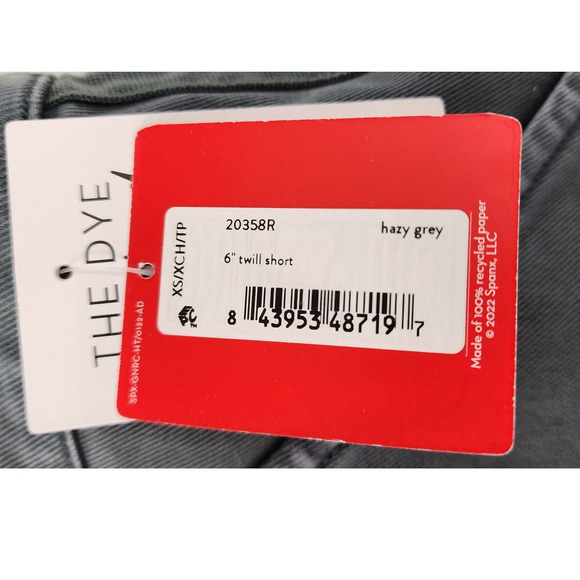 THE DYE
XS/XCH/TP
20358R
hazy grey
6" twill short
8 43953 48719 7
SPX-GNRC-HT/0122-AD
Made of 100% recycled paper
© 2022 Spanx, LLC